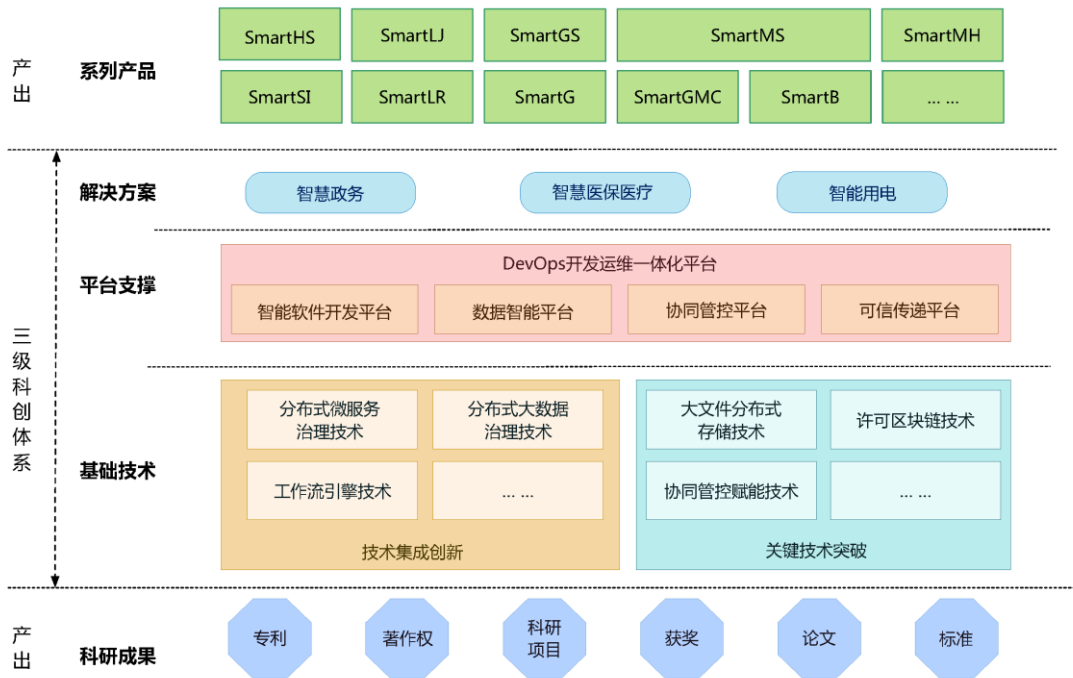 产出
系列产品
SmartHS
SmartLJ
SmartGS
SmartMS
SmartMH
SmartSI
SmartLR
SmartG
SmartGMC
SmartB
... ...
三级科创体系
解决方案
智慧政务
智慧医保医疗
智能用电
平台支撑
DevOps开发运维一体化平台
智能软件开发平台
数据智能平台
协同管控平台
可信传递平台
基础技术
分布式微服务
治理技术
分布式大数据
治理技术
工作流引擎技术
... ...
技术集成创新
大文件分布式
存储技术
许可区块链技术
协同管控赋能技术
... ...
关键技术突破
产出
科研成果
专利
著作权
科研
项目
获奖
论文
标准